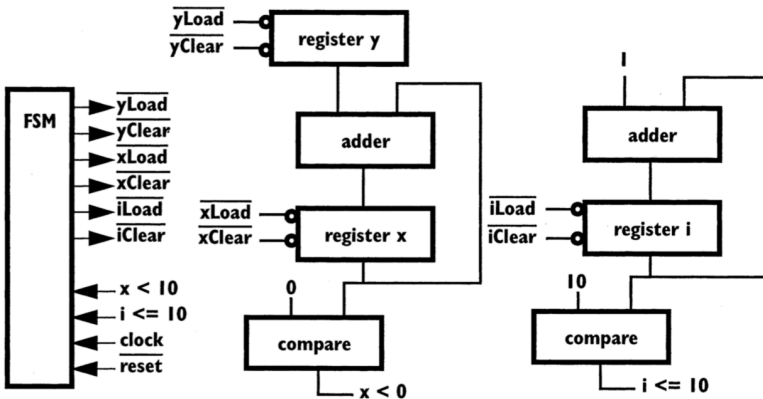 yLoad
yClear
register y
adder
xLoad
xClear
register x
0
compare
x < 0
FSM
yLoad
yClear
xLoad
xClear
iLoad
iClear
x < 10
i <= 10
clock
reset
1
adder
iLoad
iClear
register i
10
compare
i <= 10